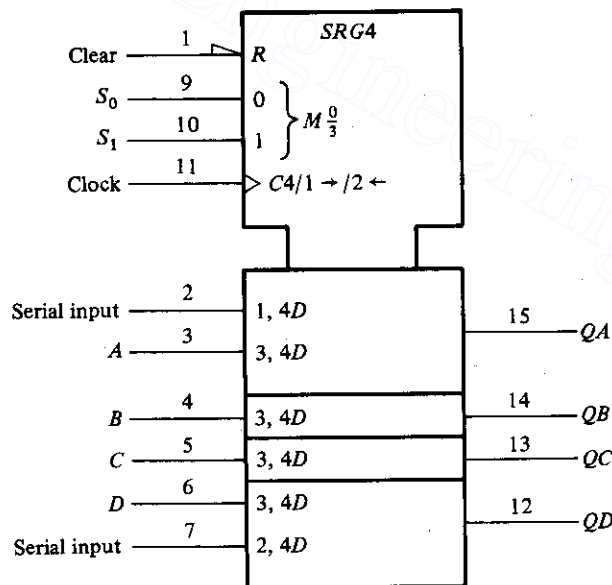 Engineering
SRG4
Clear 1 R
S0 9 0
M 0/3
S1 10 1
Clock 11 C4/1 → /2 ←
Serial input 2 1, 4D
15 QA
A 3 3, 4D
B 4 3, 4D 14 QB
C 5 3, 4D 13 QC
D 6 3, 4D
12 QD
Serial input 7 2, 4D